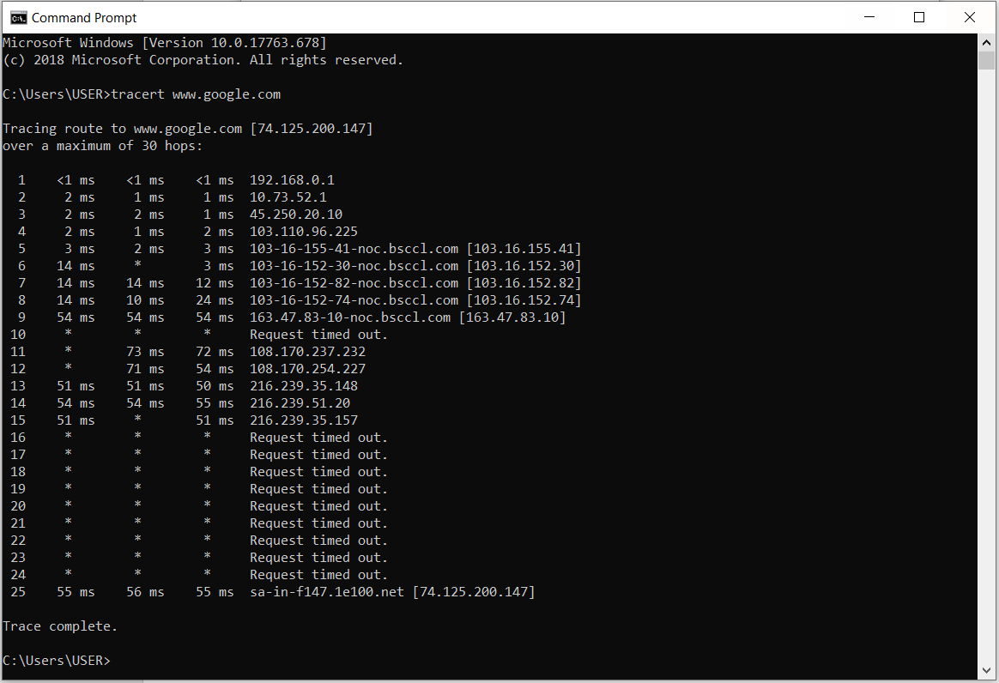 Command Prompt
Microsoft Windows [Version 10.0.17763.678]
(c) 2018 Microsoft Corporation. All rights reserved.
C:\Users\USER>tracert www.google.com
Tracing route to www.google.com [74.125.200.147]
over a maximum of 30 hops:
1 <1 ms <1 ms <1 ms 192.168.0.1
2 2 ms 1 ms 1 ms 10.73.52.1
3 2 ms 2 ms 1 ms 45.250.20.10
4 2 ms 1 ms 2 ms 103.110.96.225
5 3 ms 2 ms 3 ms 103-16-155-41-noc.bsccl.com [103.16.155.41]
6 14 ms * 3 ms 103-16-152-30-noc.bsccl.com [103.16.152.30]
7 14 ms 14 ms 12 ms 103-16-152-82-noc.bsccl.com [103.16.152.82]
8 14 ms 10 ms 24 ms 103-16-152-74-noc.bsccl.com [103.16.152.74]
9 54 ms 54 ms 54 ms 163.47.83-10-noc.bsccl.com [163.47.83.10]
10 * * * Request timed out.
11 * 73 ms 72 ms 108.170.237.232
12 * 71 ms 54 ms 108.170.254.227
13 51 ms 51 ms 50 ms 216.239.35.148
14 54 ms 54 ms 55 ms 216.239.51.20
15 51 ms * 51 ms 216.239.35.157
16 * * * Request timed out.
17 * * * Request timed out.
18 * * * Request timed out.
19 * * * Request timed out.
20 * * * Request timed out.
21 * * * Request timed out.
22 * * * Request timed out.
23 * * * Request timed out.
24 * * * Request timed out.
25 55 ms 56 ms 55 ms sa-in-f147.1e100.net [74.125.200.147]
Trace complete.
C:\Users\USER>